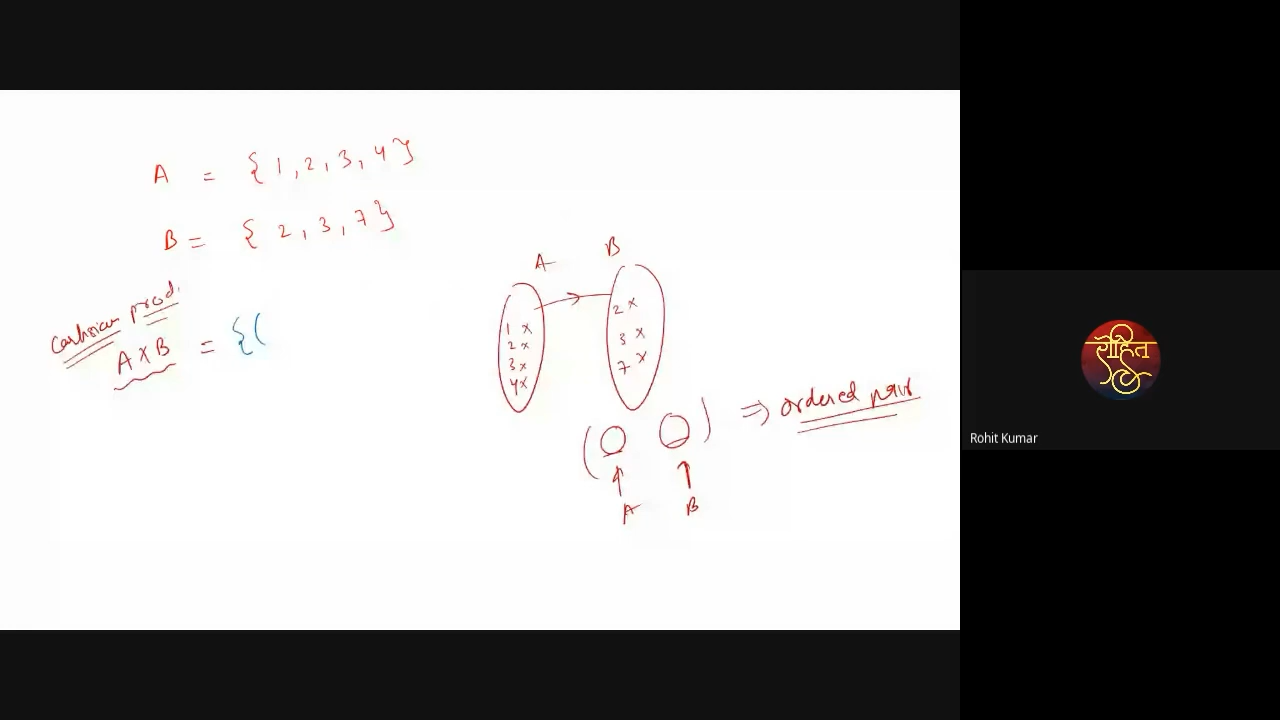 A = { 1, 2, 3, 4 }
B = { 2, 3, 7 }
Cartesian prod.
A X B = { (
A B
1 x
2 x
3 x
4 x
2 x
3 x
7 x
( ) => ordered pair
A B
रोहित
Rohit Kumar